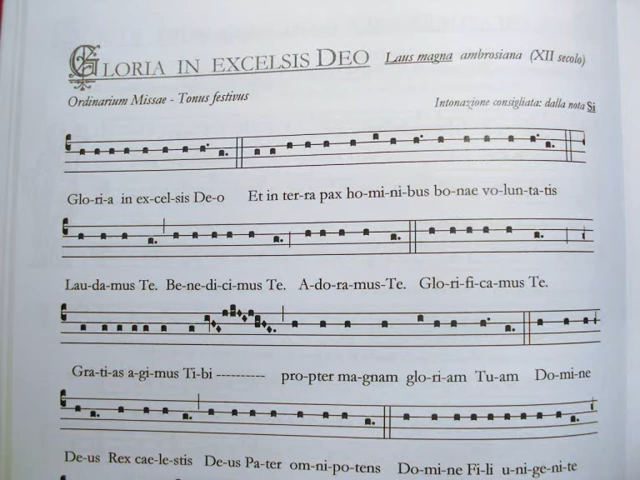 GLORIA IN EXCELSIS DEO Laus magna ambrosiana (XII secolo)
Ordinarium Missae - Tonus festivus Intonazione consigliata: dalla nota Si
Glo-ri-a in ex-cel-sis De-o Et in ter-ra pax ho-mi-ni-bus bo-nae vo-lun-ta-tis
Lau-da-mus Te. Be-ne-di-ci-mus Te. A-do-ra-mus-Te. Glo-ri-fi-ca-mus Te.
Gra-ti-as a-gi-mus Ti-bi ---------- pro-pter ma-gnam glo-ri-am Tu-am Do-mi-ne
De-us Rex cae-le-stis De-us Pa-ter om-ni-po-tens Do-mi-ne Fi-li u-ni-ge-ni-te